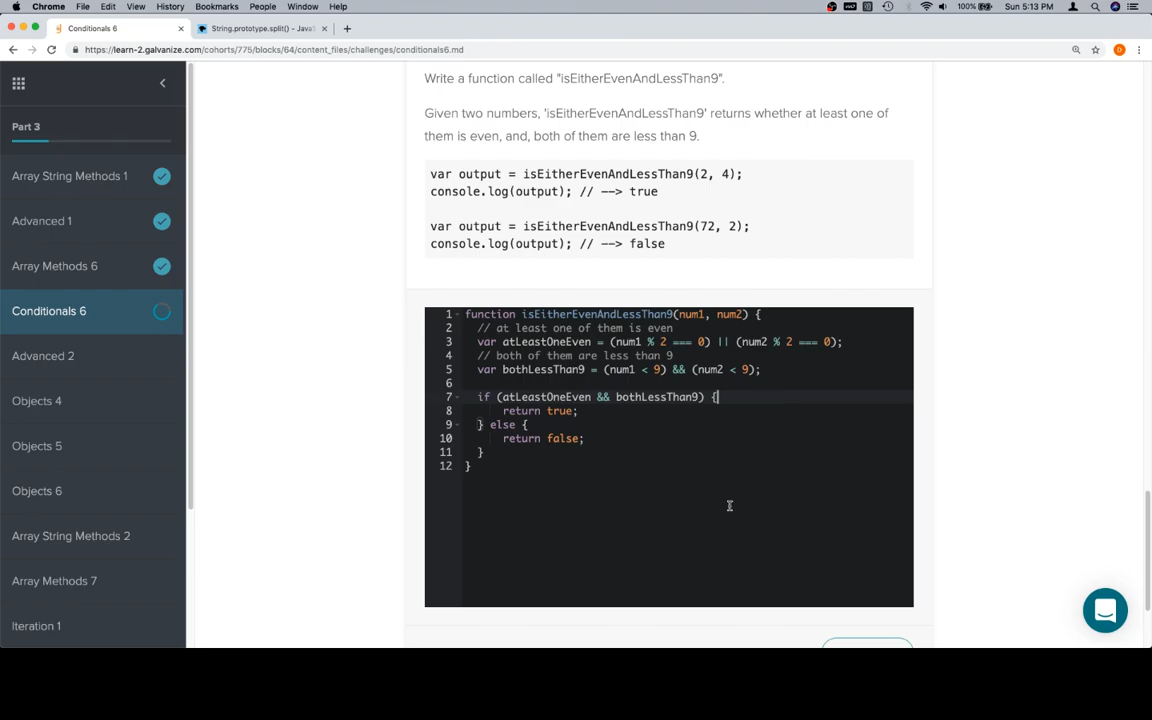 Chrome File Edit View History Bookmarks People Window Help
100% Sun 5:13 PM
Conditionals 6
String.prototype.split() - Java
https://learn-2.galvanize.com/cohorts/775/blocks/64/content_files/challenges/conditionals6.md
Part 3
Array String Methods 1
Advanced 1
Array Methods 6
Conditionals 6
Advanced 2
Objects 4
Objects 5
Objects 6
Array String Methods 2
Array Methods 7
Iteration 1
Write a function called "isEitherEvenAndLessThan9".
Given two numbers, 'isEitherEvenAndLessThan9' returns whether at least one of
them is even, and, both of them are less than 9.
var output = isEitherEvenAndLessThan9(2, 4);
console.log(output); // --> true
var output = isEitherEvenAndLessThan9(72, 2);
console.log(output); // --> false
1 function isEitherEvenAndLessThan9(num1, num2) {
2 // at least one of them is even
3 var atLeastOneEven = (num1 % 2 === 0) || (num2 % 2 === 0);
4 // both of them are less than 9
5 var bothLessThan9 = (num1 < 9) && (num2 < 9);
6
7 if (atLeastOneEven && bothLessThan9) {
8 return true;
9 } else {
10 return false;
11 }
12 }